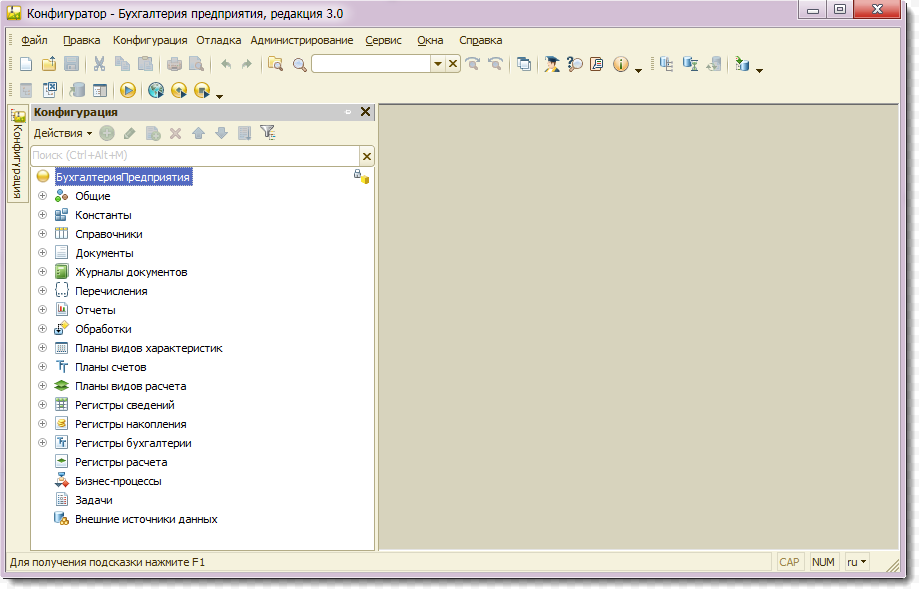 Конфигуратор - Бухгалтерия предприятия, редакция 3.0
Файл Правка Конфигурация Отладка Администрирование Сервис Окна Справка
Конфигурация
Конфигурация
Действия
Поиск (Ctrl+Alt+M)
БухгалтерияПредприятия
Общие
Константы
Справочники
Документы
Журналы документов
Перечисления
Отчеты
Обработки
Планы видов характеристик
Планы счетов
Планы видов расчета
Регистры сведений
Регистры накопления
Регистры бухгалтерии
Регистры расчета
Бизнес-процессы
Задачи
Внешние источники данных
Для получения подсказки нажмите F1 CAP NUM ru